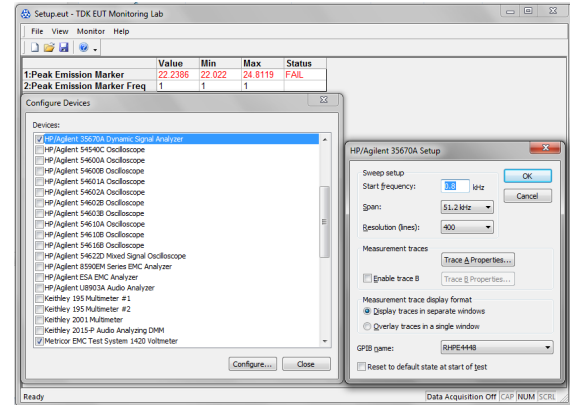 Setup.eut - TDK EUT Monitoring Lab
File View Monitor Help
Value Min Max Status
1:Peak Emission Marker 22.2386 22.022 24.8119 FAIL
2:Peak Emission Marker Freq 1 1 1
Configure Devices
Devices:
HP/Agilent 35670A Dynamic Signal Analyzer
HP/Agilent 54540C Oscilloscope
HP/Agilent 54600A Oscilloscope
HP/Agilent 54600B Oscilloscope
HP/Agilent 54601A Oscilloscope
HP/Agilent 54602A Oscilloscope
HP/Agilent 54602B Oscilloscope
HP/Agilent 54603B Oscilloscope
HP/Agilent 54610A Oscilloscope
HP/Agilent 54610B Oscilloscope
HP/Agilent 54616B Oscilloscope
HP/Agilent 54622D Mixed Signal Oscilloscope
HP/Agilent 8590EM Series EMC Analyzer
HP/Agilent ESA EMC Analyzer
HP/Agilent U8903A Audio Analyzer
Keithley 195 Multimeter #1
Keithley 195 Multimeter #2
Keithley 2001 Multimeter
Keithley 2015-P Audio Analyzing DMM
Metricor EMC Test System 1420 Voltmeter
Configure... Close
HP/Agilent 35670A Setup
Sweep setup
Start frequency: 0.8 kHz
OK
Cancel
Span: 51.2 kHz
Resolution (lines): 400
Measurement traces
Trace A Properties...
Enable trace B Trace B Properties...
Measurement trace display format
Display traces in separate windows
Overlay traces in a single window
GPIB name: RHPE4448
Reset to default state at start of test
Ready Data Acquisition Off CAP NUM SCRL